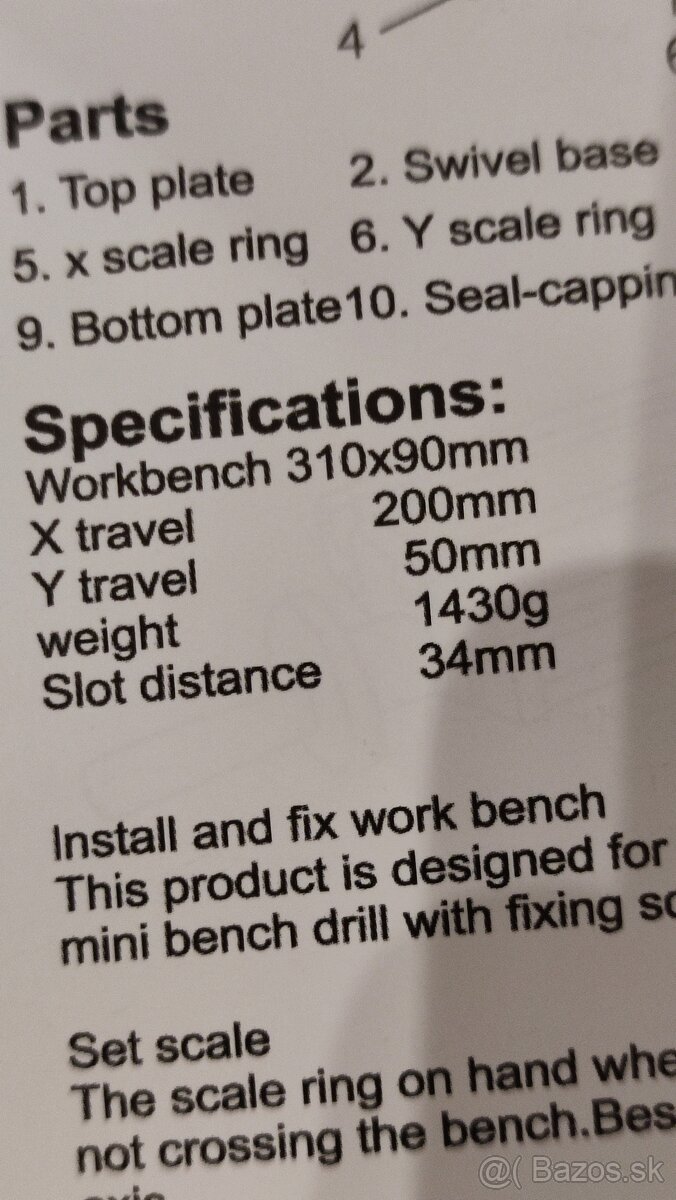 4
Parts
1. Top plate 2. Swivel base
5. x scale ring 6. Y scale ring
9. Bottom plate10. Seal-cappin
Specifications:
Workbench 310x90mm
X travel 200mm
Y travel 50mm
weight 1430g
Slot distance 34mm
Install and fix work bench
This product is designed for
mini bench drill with fixing sc
Set scale
The scale ring on hand whe
not crossing the bench.Bes
@( Bazos.sk